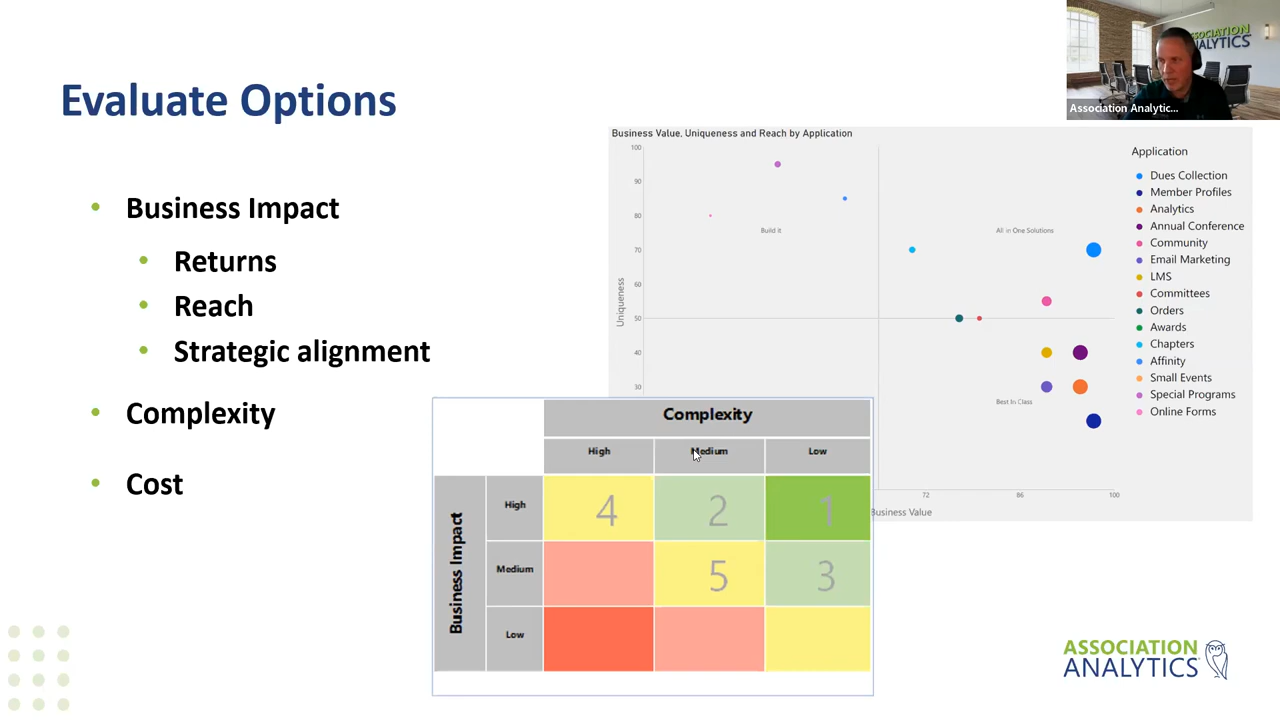 Evaluate Options
ASSOCIATION
ANALYTICS
Association Analytic...
Business Impact
Returns
Reach
Strategic alignment
Complexity
Cost
Business Value, Uniqueness and Reach by Application
100
90
80
70
60
50
40
30
Uniqueness
Build it
All in One Solutions
Best In Class
72
86
100
Business Value
Application
Dues Collection
Member Profiles
Analytics
Annual Conference
Community
Email Marketing
LMS
Committees
Orders
Awards
Chapters
Affinity
Small Events
Special Programs
Online Forms
Complexity
High Medium Low
Business Impact
High 4 2 1
Medium 5 3
Low
ASSOCIATION
ANALYTICS